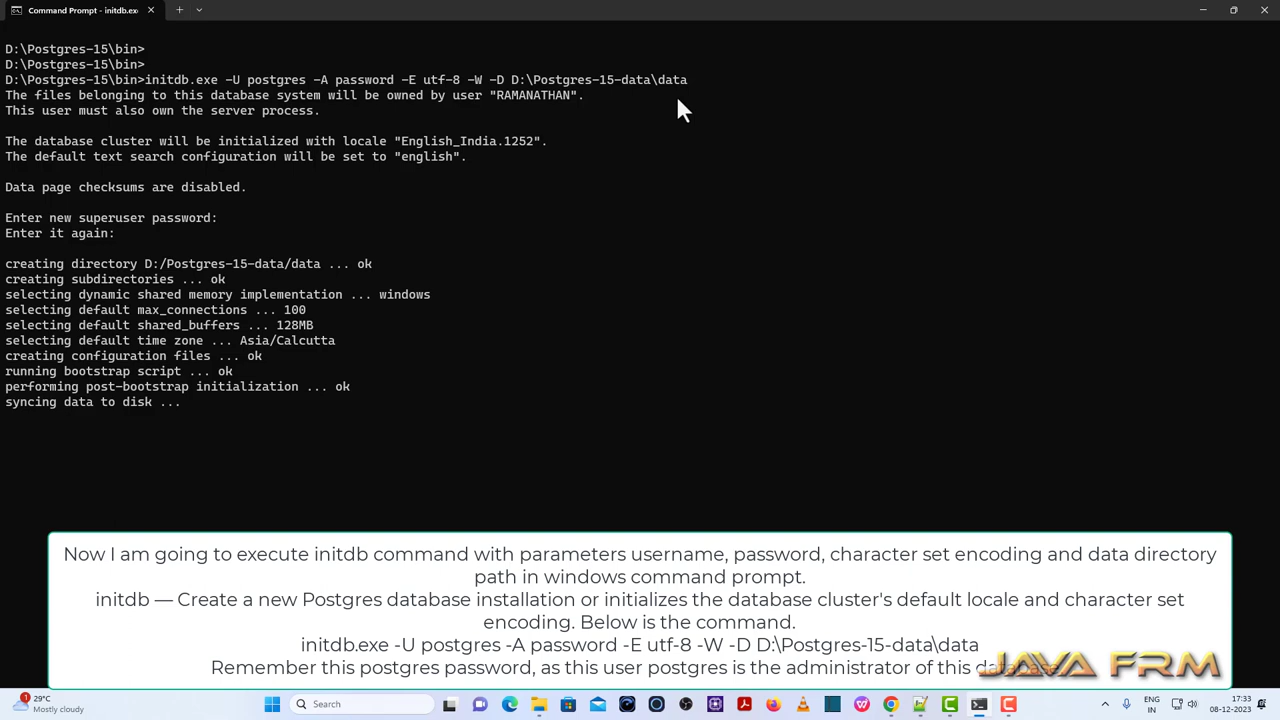 Command Prompt - initdb.exe
D:\Postgres-15\bin>
D:\Postgres-15\bin>
D:\Postgres-15\bin>initdb.exe -U postgres -A password -E utf-8 -W -D D:\Postgres-15-data\data
The files belonging to this database system will be owned by user "RAMANATHAN".
This user must also own the server process.
The database cluster will be initialized with locale "English_India.1252".
The default text search configuration will be set to "english".
Data page checksums are disabled.
Enter new superuser password:
Enter it again:
creating directory D:/Postgres-15-data/data ... ok
creating subdirectories ... ok
selecting dynamic shared memory implementation ... windows
selecting default max_connections ... 100
selecting default shared_buffers ... 128MB
selecting default time zone ... Asia/Calcutta
creating configuration files ... ok
running bootstrap script ... ok
performing post-bootstrap initialization ... ok
syncing data to disk ...
Now I am going to execute initdb command with parameters username, password, character set encoding and data directory
path in windows command prompt.
initdb — Create a new Postgres database installation or initializes the database cluster's default locale and character set
encoding. Below is the command.
initdb.exe -U postgres -A password -E utf-8 -W -D D:\Postgres-15-data\data
Remember this postgres password, as this user postgres is the administrator of this database
JAVA FRM
1
29°C
Mostly cloudy
Search
ENG
IN
17:33
08-12-2023